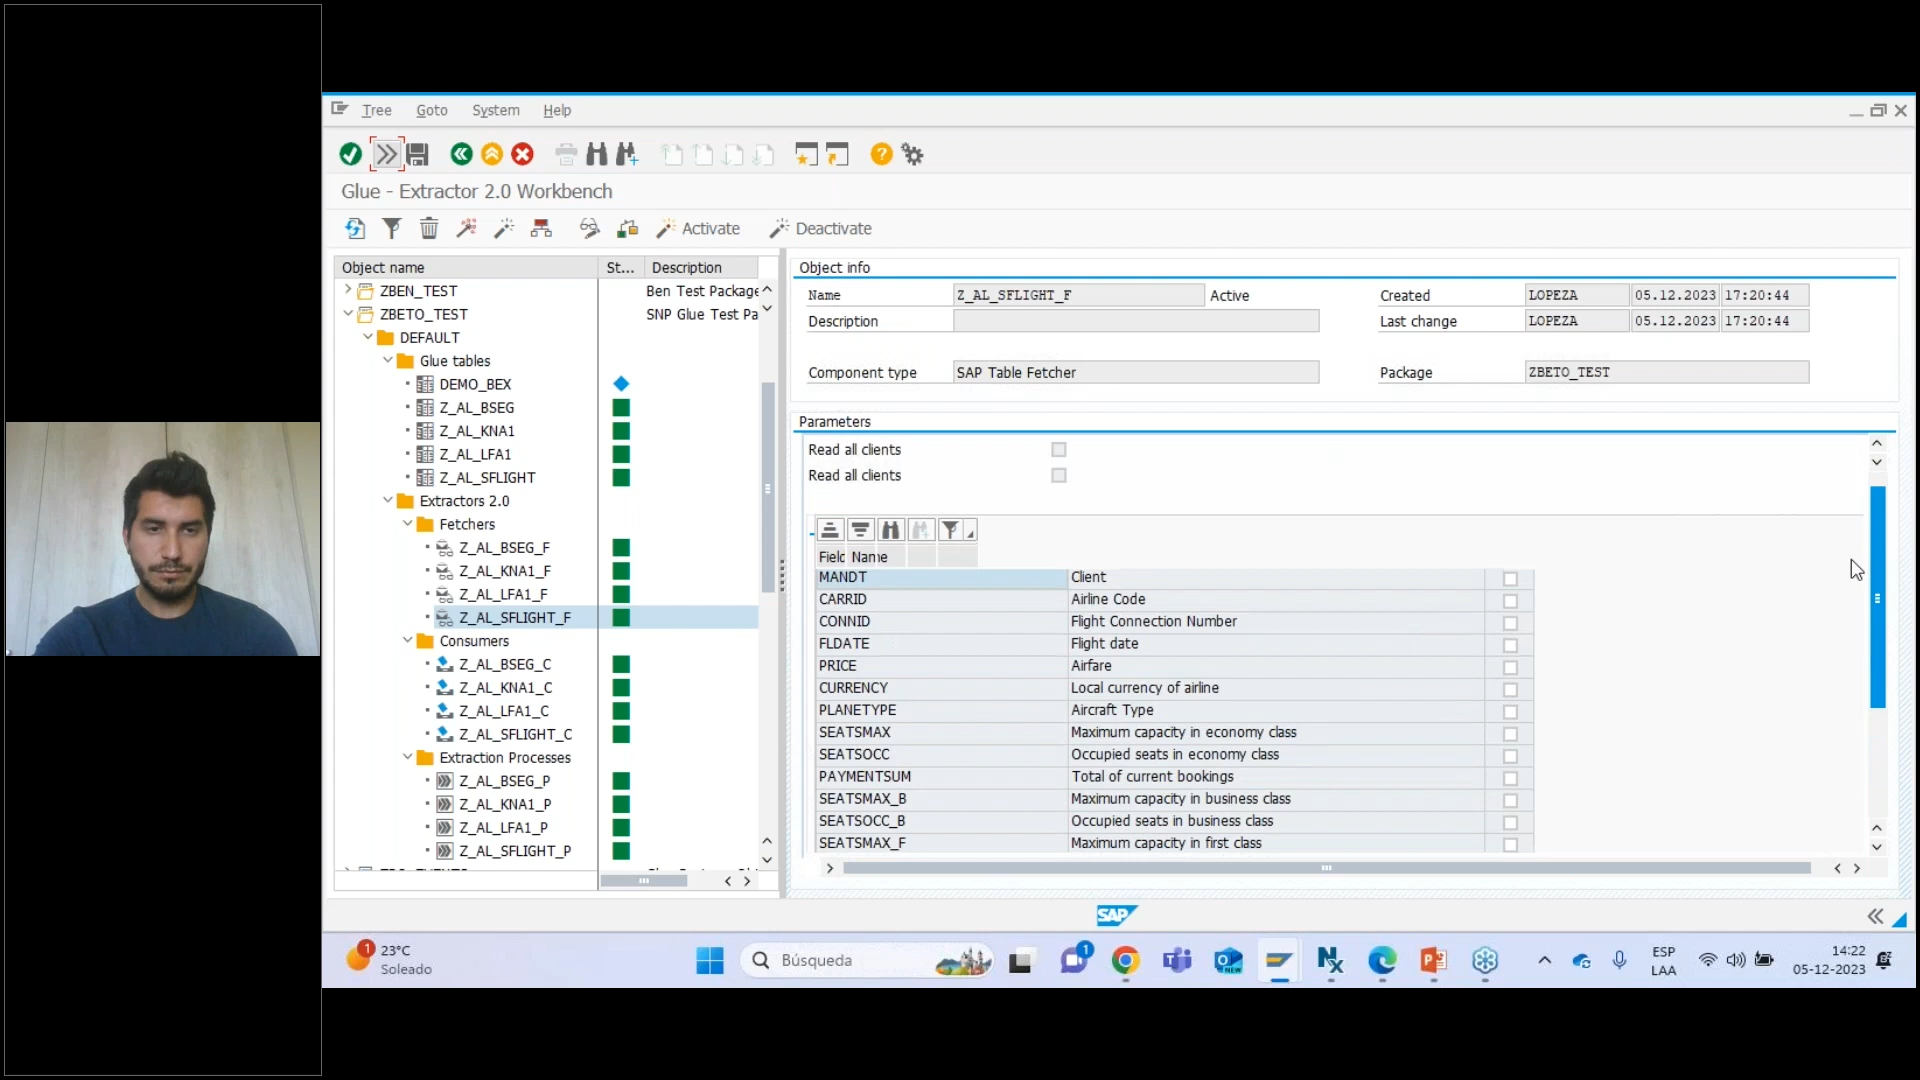 Tree Goto System Help
Glue - Extractor 2.0 Workbench
Activate Deactivate
Object name St... Description
ZBEN_TEST Ben Test Package
ZBETO_TEST SNP Glue Test Pa
DEFAULT
Glue tables
DEMO_BEX
Z_AL_BSEG
Z_AL_KNA1
Z_AL_LFA1
Z_AL_SFLIGHT
Extractors 2.0
Fetchers
Z_AL_BSEG_F
Z_AL_KNA1_F
Z_AL_LFA1_F
Z_AL_SFLIGHT_F
Consumers
Z_AL_BSEG_C
Z_AL_KNA1_C
Z_AL_LFA1_C
Z_AL_SFLIGHT_C
Extraction Processes
Z_AL_BSEG_P
Z_AL_KNA1_P
Z_AL_LFA1_P
Z_AL_SFLIGHT_P
Object info
Name Z_AL_SFLIGHT_F Active Created LOPEZA 05.12.2023 17:20:44
Description Last change LOPEZA 05.12.2023 17:20:44
Component type SAP Table Fetcher Package ZBETO_TEST
Parameters
Read all clients
Read all clients
Field Name
MANDT Client
CARRID Airline Code
CONNID Flight Connection Number
FLDATE Flight date
PRICE Airfare
CURRENCY Local currency of airline
PLANETYPE Aircraft Type
SEATSMAX Maximum capacity in economy class
SEATSOCC Occupied seats in economy class
PAYMENTSUM Total of current bookings
SEATSMAX_B Maximum capacity in business class
SEATSOCC_B Occupied seats in business class
SEATSMAX_F Maximum capacity in first class
SAP
1 23°C
Soleado
Búsqueda
1
NEW
ESP
LAA
14:22
05-12-2023